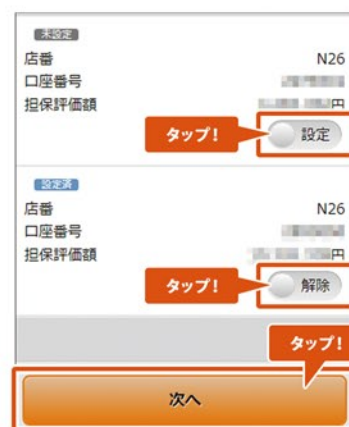 未設定
店番 N26
口座番号
担保評価額 円
タップ! 設定
設定済
店番 N26
口座番号
担保評価額 円
タップ! 解除
タップ!
次へ